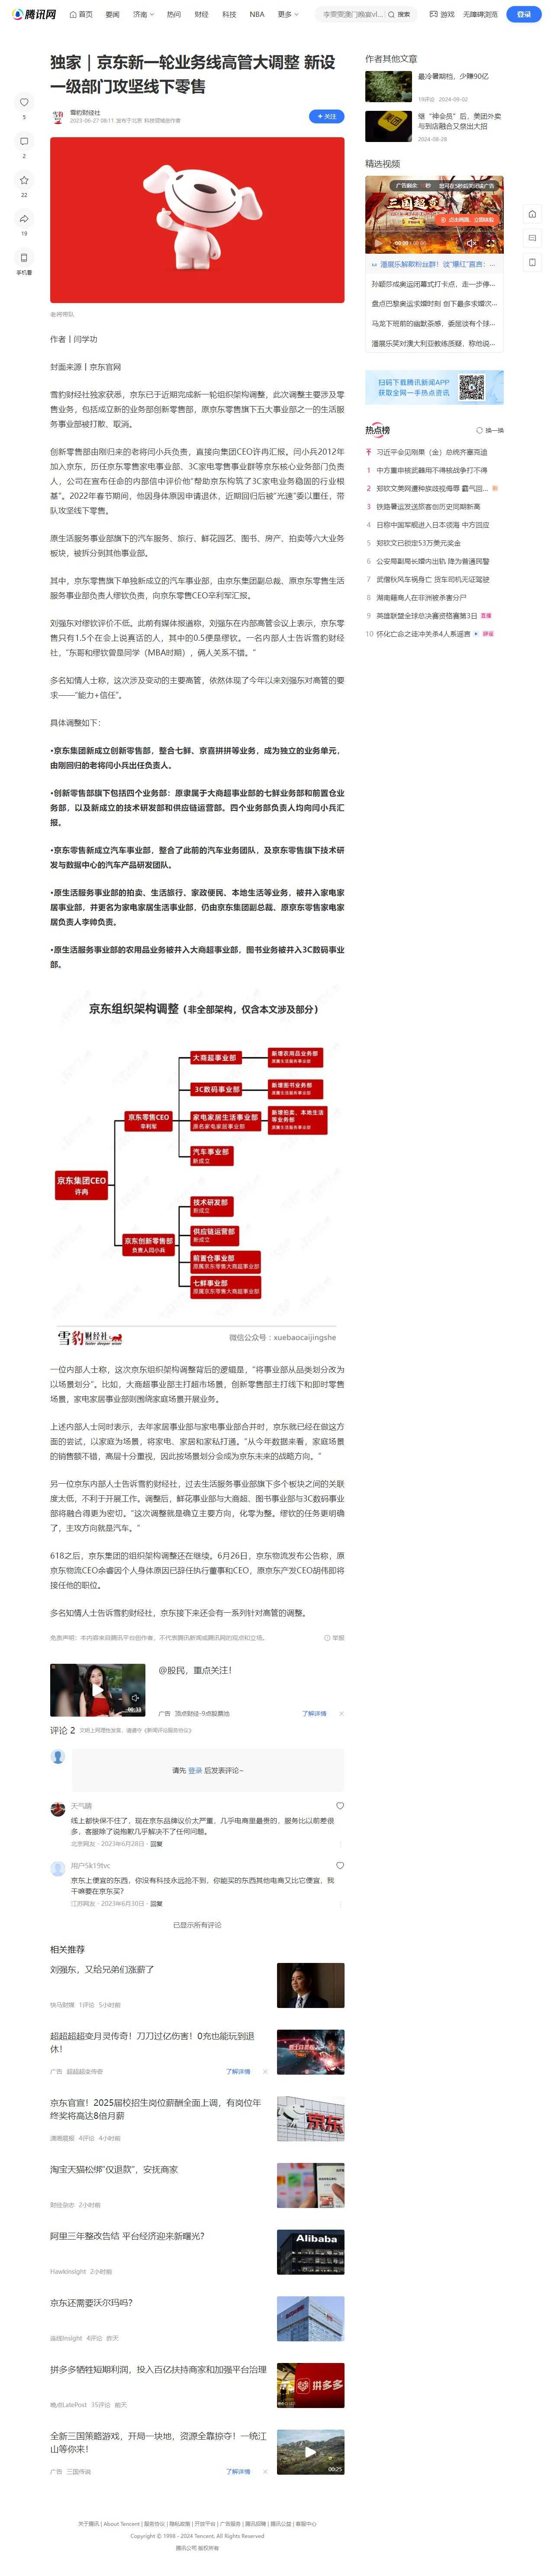 腾讯网
首页
要闻
济南
热问
财经
科技
NBA
更多
搜索
游戏
无障碍浏览
登录
独家｜京东新一轮业务线高管大调整 新设
一级部门攻坚线下零售
雪豹财经社
2023-06-27 08:11 发布于北京 科技领域创作者
+ 关注
5
2
22
19
手机看
老将带队
作者丨闫学功
封面来源丨京东官网
雪豹财经社独家获悉，京东已于近期完成新一轮组织架构调整，此次调整主要涉及零
售业务，包括成立新的业务部创新零售部，原京东零售旗下五大事业部之一的生活服
务事业部被打散、取消。
创新零售部由刚归来的老将闫小兵负责，直接向集团CEO许冉汇报。闫小兵2012年
加入京东，历任京东零售家电事业部、3C家电零售事业群等京东核心业务部门负责
人，公司在宣布任命的内部信中评价他“帮助京东构筑了3C家电业务稳固的行业根
基”。2022年春节期间，他因身体原因申请退休，近期回归后被“光速”委以重任，带
队攻坚线下零售。
原生活服务事业部旗下的汽车服务、旅行、鲜花园艺、图书、房产、拍卖等六大业务
板块，被拆分到其他事业部。
其中，京东零售旗下单独新成立的汽车事业部，由京东集团副总裁、原京东零售生活
服务事业部负责人缪钦负责，向京东零售CEO辛利军汇报。
刘强东对缪钦评价不低。此前有媒体报道称，刘强东在内部高管会议上表示，京东零
售只有1.5个在会上说真话的人，其中的0.5便是缪钦。一名内部人士告诉雪豹财经
社，“东哥和缪钦曾是同学（MBA时期），俩人关系不错。”
多名知情人士称，这次涉及变动的主要高管，依然体现了今年以来刘强东对高管的要
求——“能力+信任”。
具体调整如下：
•京东集团新成立创新零售部，整合七鲜、京喜拼拼等业务，成为独立的业务单元，
由刚回归的老将闫小兵出任负责人。
•创新零售部旗下包括四个业务部：原隶属于大商超事业部的七鲜业务部和前置仓业
务部，以及新成立的技术研发部和供应链运营部。四个业务部负责人均向闫小兵汇
报。
•京东零售新成立汽车事业部，整合了此前的汽车业务团队，及京东零售旗下技术研
发与数据中心的汽车产品研发团队。
•原生活服务事业部的拍卖、生活旅行、家政便民、本地生活等业务，被并入家电家
居事业部，并更名为家电家居生活事业部，仍由京东集团副总裁、原京东零售家电家
居负责人李帅负责。
•原生活服务事业部的农用品业务被并入大商超事业部，图书业务被并入3C数码事业
部。
京东组织架构调整（非全部架构，仅含本文涉及部分）
大商超事业部
新增农用品业务部
原属生活服务事业部
3C数码事业部
新增图书业务部
原属生活服务事业部
京东零售CEO
辛利军
家电家居生活事业部
原名家电家居事业部
新增拍卖、本地生活
等业务部
原属生活服务事业部
汽车事业部
新成立
京东集团CEO
许冉
技术研发部
新成立
供应链运营部
新成立
京东创新零售部
负责人闫小兵
前置仓事业部
原属京东零售大商超事业部
七鲜事业部
原属京东零售大商超事业部
雪豹财经社
微信公众号：xuebaocaijingshe
一位内部人士称，这次京东组织架构调整背后的逻辑是，“将事业部从品类划分改为
以场景划分”。比如，大商超事业部主打超市场景，创新零售部主打线下和即时零售
场景，家电家居事业部则围绕家庭场景开展业务。
上述内部人士同时表示，去年家居事业部与家电事业部合并时，京东就已经在做这方
面的尝试，以家庭为场景，将家电、家居和家私打通。“从今年数据来看，家庭场景
的销售额不错，高层十分重视，因此按场景划分会成为京东未来的战略方向。”
另一位京东内部人士告诉雪豹财经社，过去生活服务事业部旗下多个板块之间的关联
度太低，不利于开展工作。调整后，鲜花事业部与大商超、图书事业与3C数码事业
部将融合得更为密切。“这次调整就是确立主要方向，化零为整。缪钦的任务更明确
了，主攻方向就是汽车。”
618之后，京东集团的组织架构调整还在继续。6月26日，京东物流发布公告称，原
京东物流CEO余睿因个人身体原因已辞任执行董事和CEO，原京东产发CEO胡伟即将
接任他的职位。
多名知情人士告诉雪豹财经社，京东接下来还会有一系列针对高管的调整。
免责声明：本内容来自腾讯平台创作者，不代表腾讯新闻或腾讯网的观点和立场。
举报
@股民，重点关注！
00:33
广告
了解详情
评论 2
文明上网理性发言，请遵守《新闻评论服务协议》
请先 登录 后发表评论~
天气晴
线上都快保不住了，现在京东品牌议价太严重，几乎电商里最贵的，服务比以前差很
多，客服除了说抱歉几乎解决不了任何问题。
北京网友 · 2023年6月28日 · 回复
用户5k19tvc
京东上便宜的东西，你没有科技永远抢不到，你能买的东西其他电商又比它便宜，我
干嘛要在京东买?
江苏网友 · 2023年6月30日 · 回复
已显示所有评论
相关推荐
刘强东，又给兄弟们涨薪了
快马财媒 1评论 5小时前
超超超超变月灵传奇！刀刀过亿伤害！0充也能玩到退
休！
广告 超超超变传奇
了解详情
京东官宣！2025届校招生岗位薪酬全面上调，有岗位年
终奖将高达8倍月薪
潇湘晨报 4评论 4小时前
淘宝天猫松绑“仅退款”，安抚商家
财经杂志 2小时前
阿里三年整改告结 平台经济迎来新曙光?
Alibaba
Hawkinsight 2小时前
京东还需要沃尔玛吗?
连线Insight 4评论 昨天
拼多多牺牲短期利润，投入百亿扶持商家和加强平台治理
拼多多
晚点LatePost 35评论 前天
全新三国策略游戏，开局一块地，资源全靠掠夺！一统江
山等你来！
00:25
广告 三国传说
了解详情
作者其他文章
最冷暑期档，少赚90亿
19评论 2024-09-02
继“神会员”后，美团外卖
与到店融合又祭出大招
2024-08-28
精选视频
潘展乐解散粉丝群！谈“爆红”直言：...
孙颖莎成奥运闭幕式打卡点，走一步停...
盘点巴黎奥运求婚时刻 创下最多求婚次...
马龙下班前的幽默茶感，委屈谈有个球...
潘展乐笑对澳大利亚教练质疑，称他说...
扫码下载腾讯新闻APP
获取全网一手热点资讯
热点榜
换一换
习近平会见刚果（金）总统齐塞克迪
1 中方重申核武器用不得核战争打不得
2 郑钦文美网遭种族歧视侮辱 霸气回...
3 铁路暑运发送旅客创历史同期新高
4 日称中国军舰进入日本领海 中方回应
5 郑钦文已锁定53万美元奖金
6 公安局副局长婚内出轨 降为普通民警
7 武僧秋风车祸身亡 货车司机无证驾驶
8 湖南籍商人在非洲被杀害分尸
9 英雄联盟全球总决赛资格赛第3日 直播
10 怀化亡命之徒冲关杀4人系谣言 辟谣
关于腾讯 | About Tencent | 服务协议 | 隐私政策 | 开放平台 | 广告服务 | 腾讯招聘 | 腾讯公益 | 客服中心
Copyright © 1998 - 2024 Tencent. All Rights Reserved
腾讯公司 版权所有